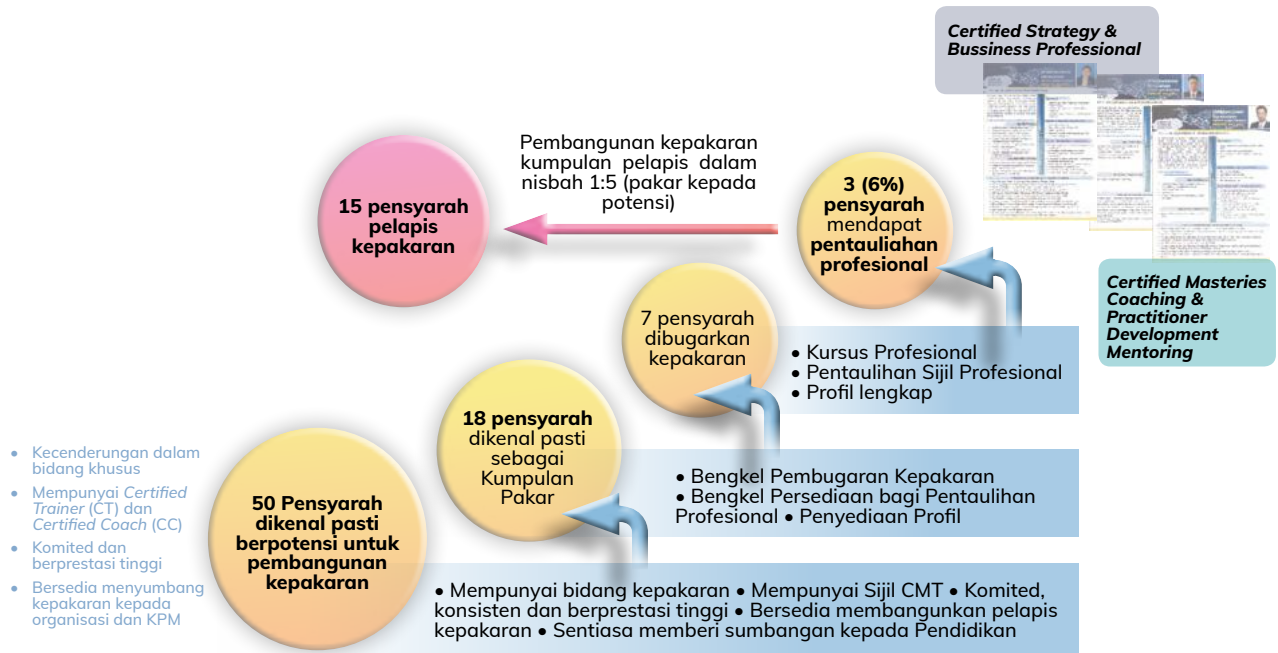 Certified Strategy &
Bussiness Professional
Pembangunan kepakaran
kumpulan pelapis dalam
nisbah 1:5 (pakar kepada
potensi)
15 pensyarah
pelapis
kepakaran
3 (6%)
pensyarah
mendapat
pentauliahan
profesional
Certified Masteries
Coaching &
Practitioner
Development
Mentoring
7 pensyarah
dibugarkan
kepakaran
• Kursus Profesional
• Pentaulihan Sijil Profesional
• Profil lengkap
18 pensyarah
dikenal pasti
sebagai
Kumpulan
Pakar
• Bengkel Pembugaran Kepakaran
• Bengkel Persediaan bagi Pentaulihan
Profesional • Penyediaan Profil
• Kecenderungan dalam
bidang khusus
• Mempunyai Certified
Trainer (CT) dan
Certified Coach (CC)
• Komited dan
berprestasi tinggi
• Bersedia menyumbang
kepakaran kepada
organisasi dan KPM
50 Pensyarah
dikenal pasti
berpotensi untuk
pembangunan
kepakaran
• Mempunyai bidang kepakaran • Mempunyai Sijil CMT • Komited,
konsisten dan berprestasi tinggi • Bersedia membangunkan pelapis
kepakaran • Sentiasa memberi sumbangan kepada Pendidikan